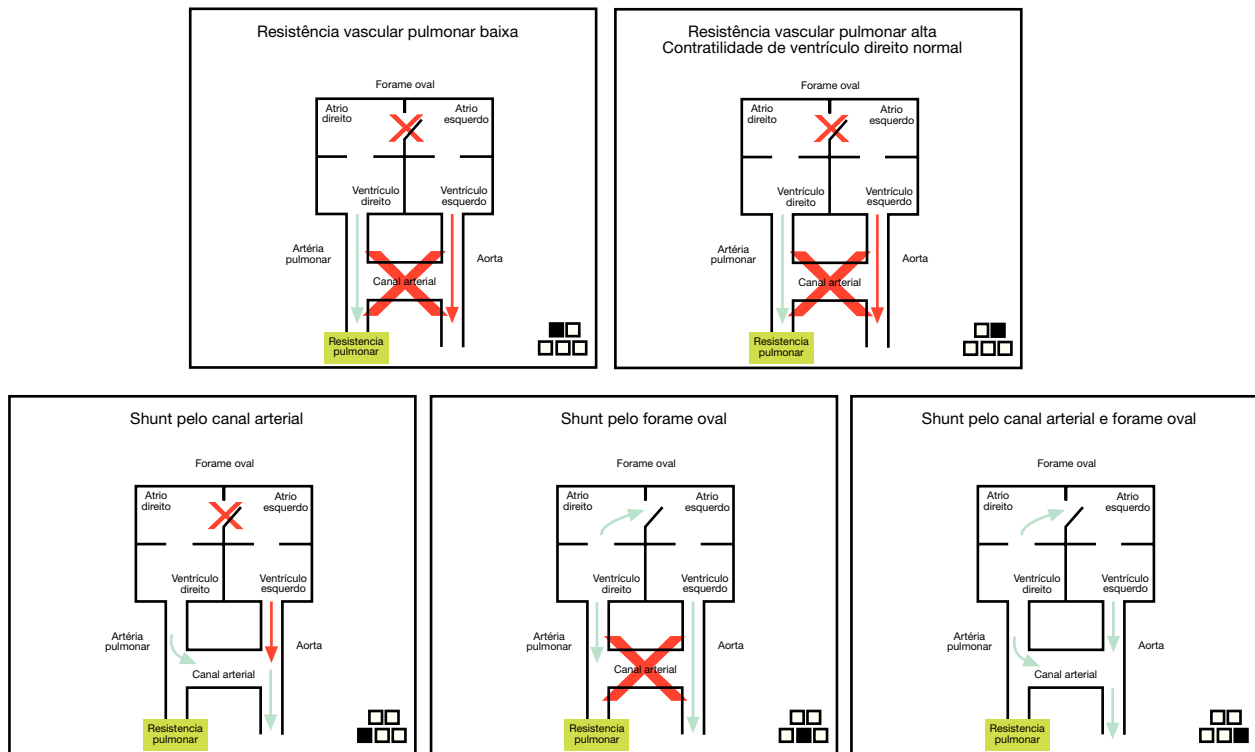 Resistência vascular pulmonar baixa
Forame oval
Atrio
direito
Atrio
esquerdo
Ventrículo
direito
Ventrículo
esquerdo
Artéria
pulmonar
Aorta
Canal arterial
Resistencia
pulmonar
Resistência vascular pulmonar alta
Contratilidade de ventrículo direito normal
Forame oval
Atrio
direito
Atrio
esquerdo
Ventrículo
direito
Ventrículo
esquerdo
Artéria
pulmonar
Aorta
Canal arterial
Resistencia
pulmonar
Shunt pelo canal arterial
Forame oval
Atrio
direito
Atrio
esquerdo
Ventrículo
direito
Ventrículo
esquerdo
Artéria
pulmonar
Aorta
Canal arterial
Resistencia
pulmonar
Shunt pelo forame oval
Forame oval
Atrio
direito
Atrio
esquerdo
Ventrículo
direito
Ventrículo
esquerdo
Artéria
pulmonar
Aorta
Canal arterial
Resistencia
pulmonar
Shunt pelo canal arterial e forame oval
Forame oval
Atrio
direito
Atrio
esquerdo
Ventrículo
direito
Ventrículo
esquerdo
Artéria
pulmonar
Aorta
Canal arterial
Resistencia
pulmonar